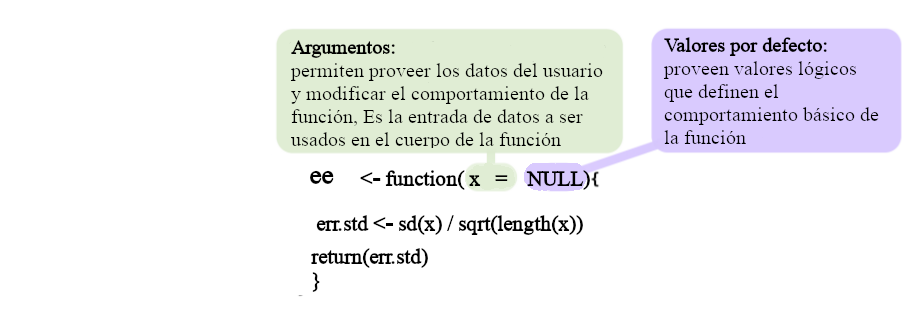 Argumentos:
permiten proveer los datos del usuario
y modificar el comportamiento de la
función, Es la entrada de datos a ser
usados en el cuerpo de la función
Valores por defecto:
proveen valores lógicos
que definen el
comportamiento básico de
la función
ee <- function( x = NULL){
err.std <- sd(x) / sqrt(length(x))
return(err.std)
}